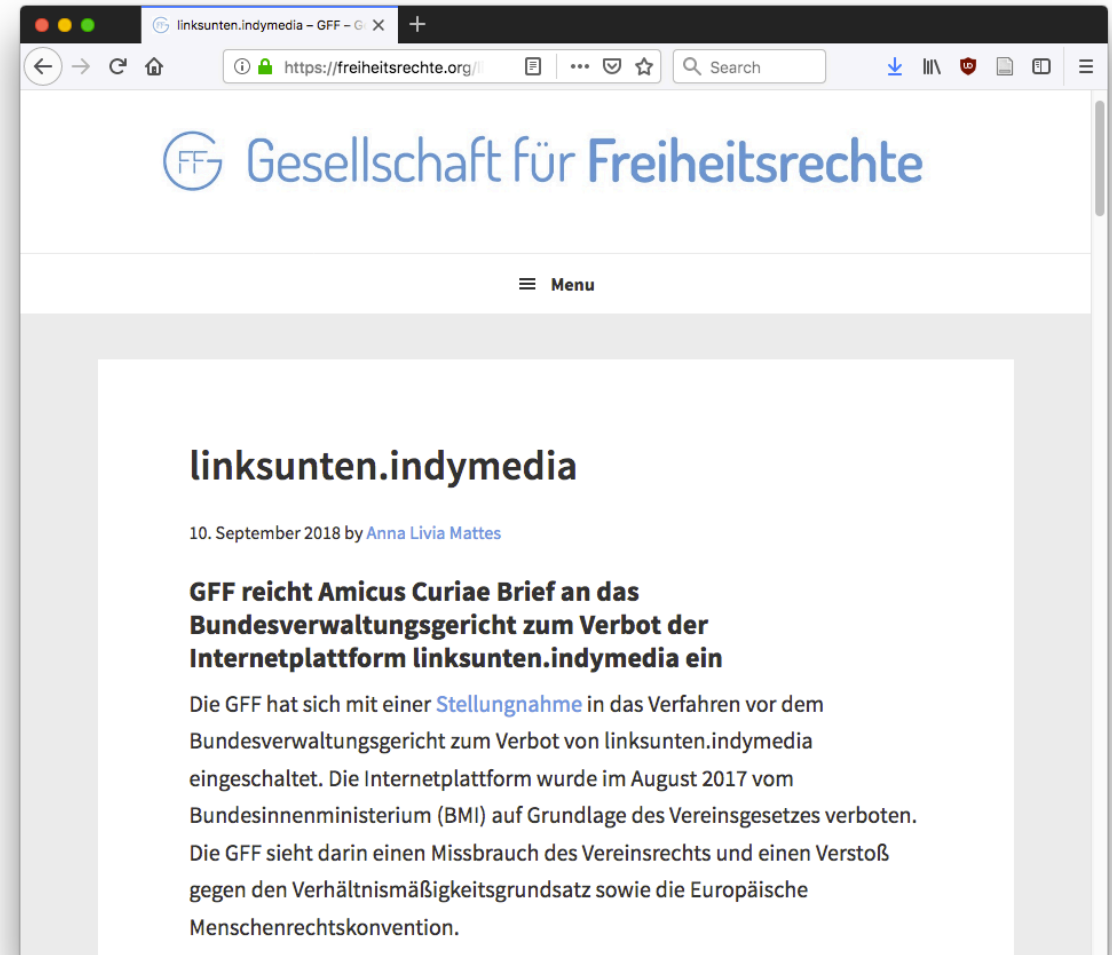 linksunten.indymedia – GFF – G
https://freiheitsrechte.org/
Search
GFF Gesellschaft für Freiheitsrechte
Menu
linksunten.indymedia
10. September 2018 by Anna Livia Mattes
GFF reicht Amicus Curiae Brief an das
Bundesverwaltungsgericht zum Verbot der
Internetplattform linksunten.indymedia ein
Die GFF hat sich mit einer Stellungnahme in das Verfahren vor dem
Bundesverwaltungsgericht zum Verbot von linksunten.indymedia
eingeschaltet. Die Internetplattform wurde im August 2017 vom
Bundesinnenministerium (BMI) auf Grundlage des Vereinsgesetzes verboten.
Die GFF sieht darin einen Missbrauch des Vereinsrechts und einen Verstoß
gegen den Verhältnismäßigkeitsgrundsatz sowie die Europäische
Menschenrechtskonvention.